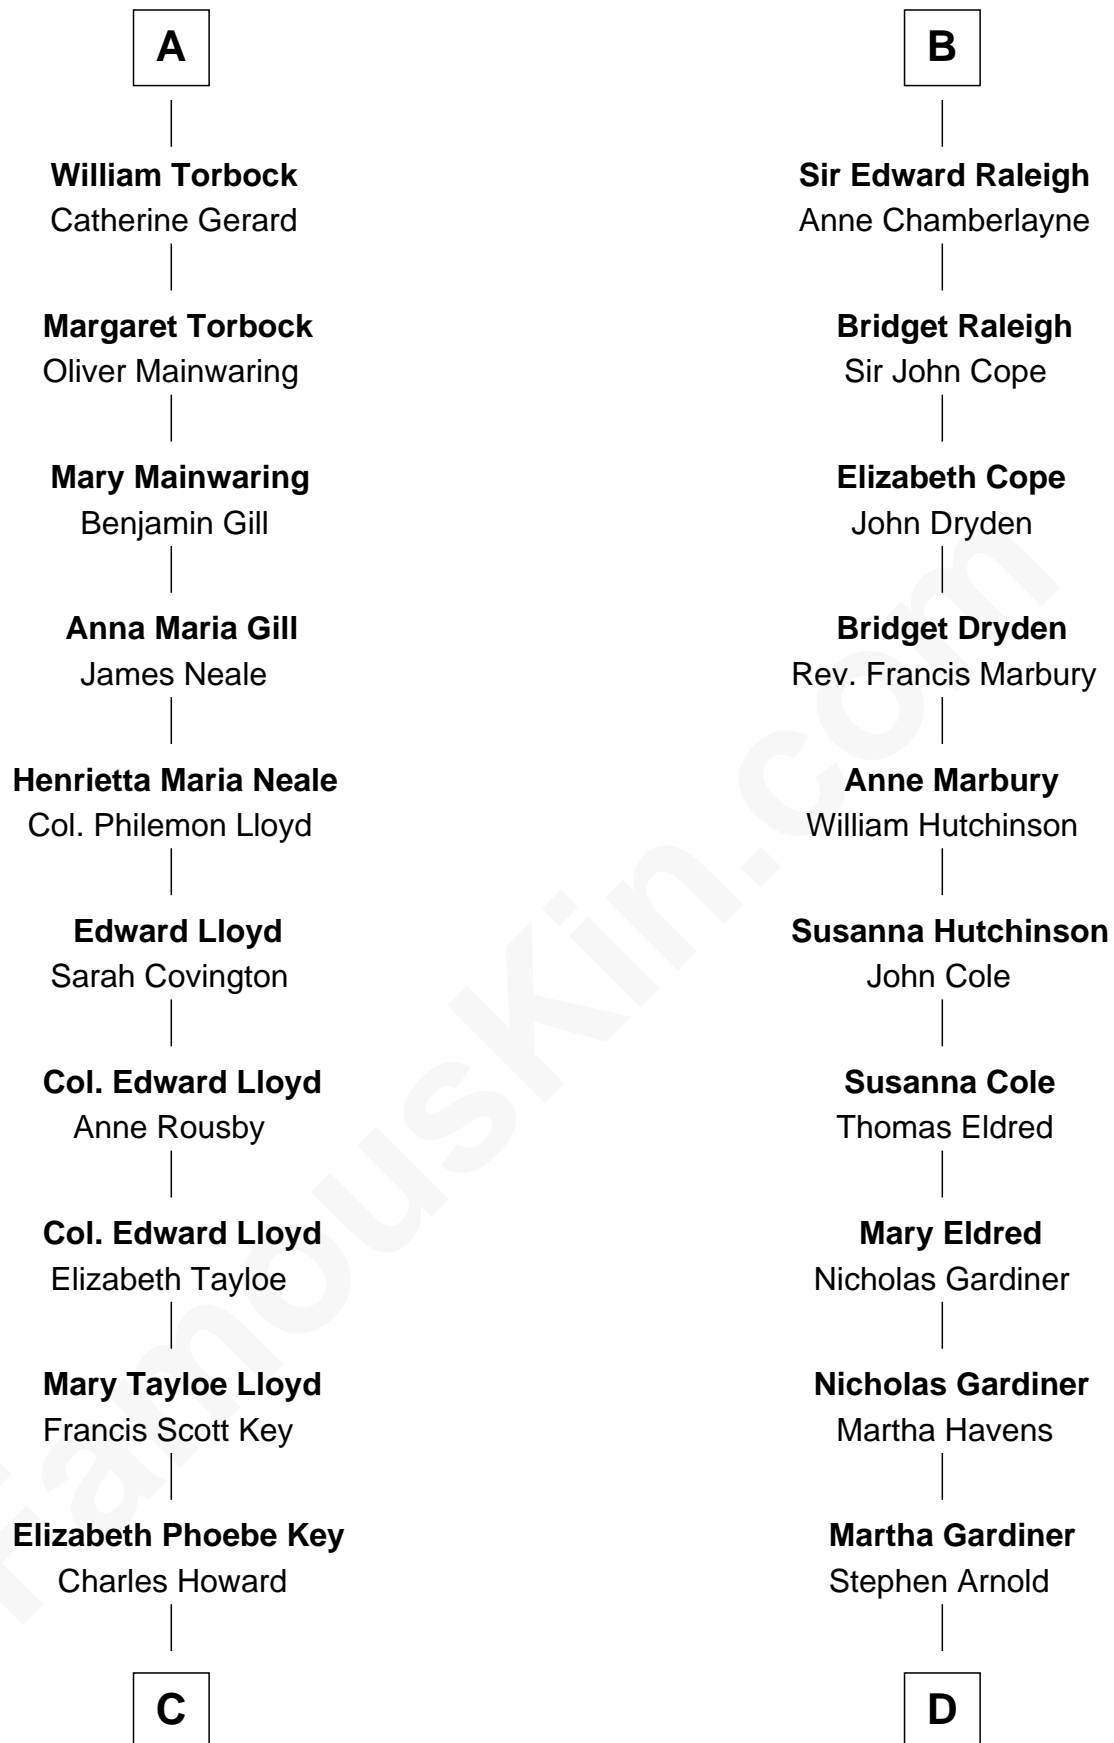 A
William Torbock
Catherine Gerard
Margaret Torbock
Oliver Mainwaring
Mary Mainwaring
Benjamin Gill
Anna Maria Gill
James Neale
Henrietta Maria Neale
Col. Philemon Lloyd
Edward Lloyd
Sarah Covington
Col. Edward Lloyd
Anne Rousby
Col. Edward Lloyd
Elizabeth Tayloe
Mary Tayloe Lloyd
Francis Scott Key
Elizabeth Phoebe Key
Charles Howard
C
B
Sir Edward Raleigh
Anne Chamberlayne
Bridget Raleigh
Sir John Cope
Elizabeth Cope
John Dryden
Bridget Dryden
Rev. Francis Marbury
Anne Marbury
William Hutchinson
Susanna Hutchinson
John Cole
Susanna Cole
Thomas Eldred
Mary Eldred
Nicholas Gardiner
Nicholas Gardiner
Martha Havens
Martha Gardiner
Stephen Arnold
D
FamousKin.com